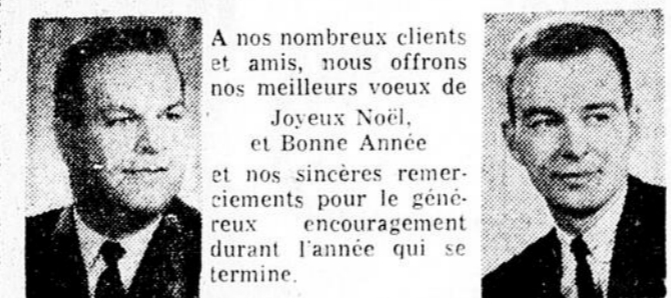 A nos nombreux clients
et amis, nous offrons
nos meilleurs voeux de
Joyeux Noël,
et Bonne Année
et nos sincères remer-
ciements pour le géné-
reux encouragement
durant l'année qui se
termine.